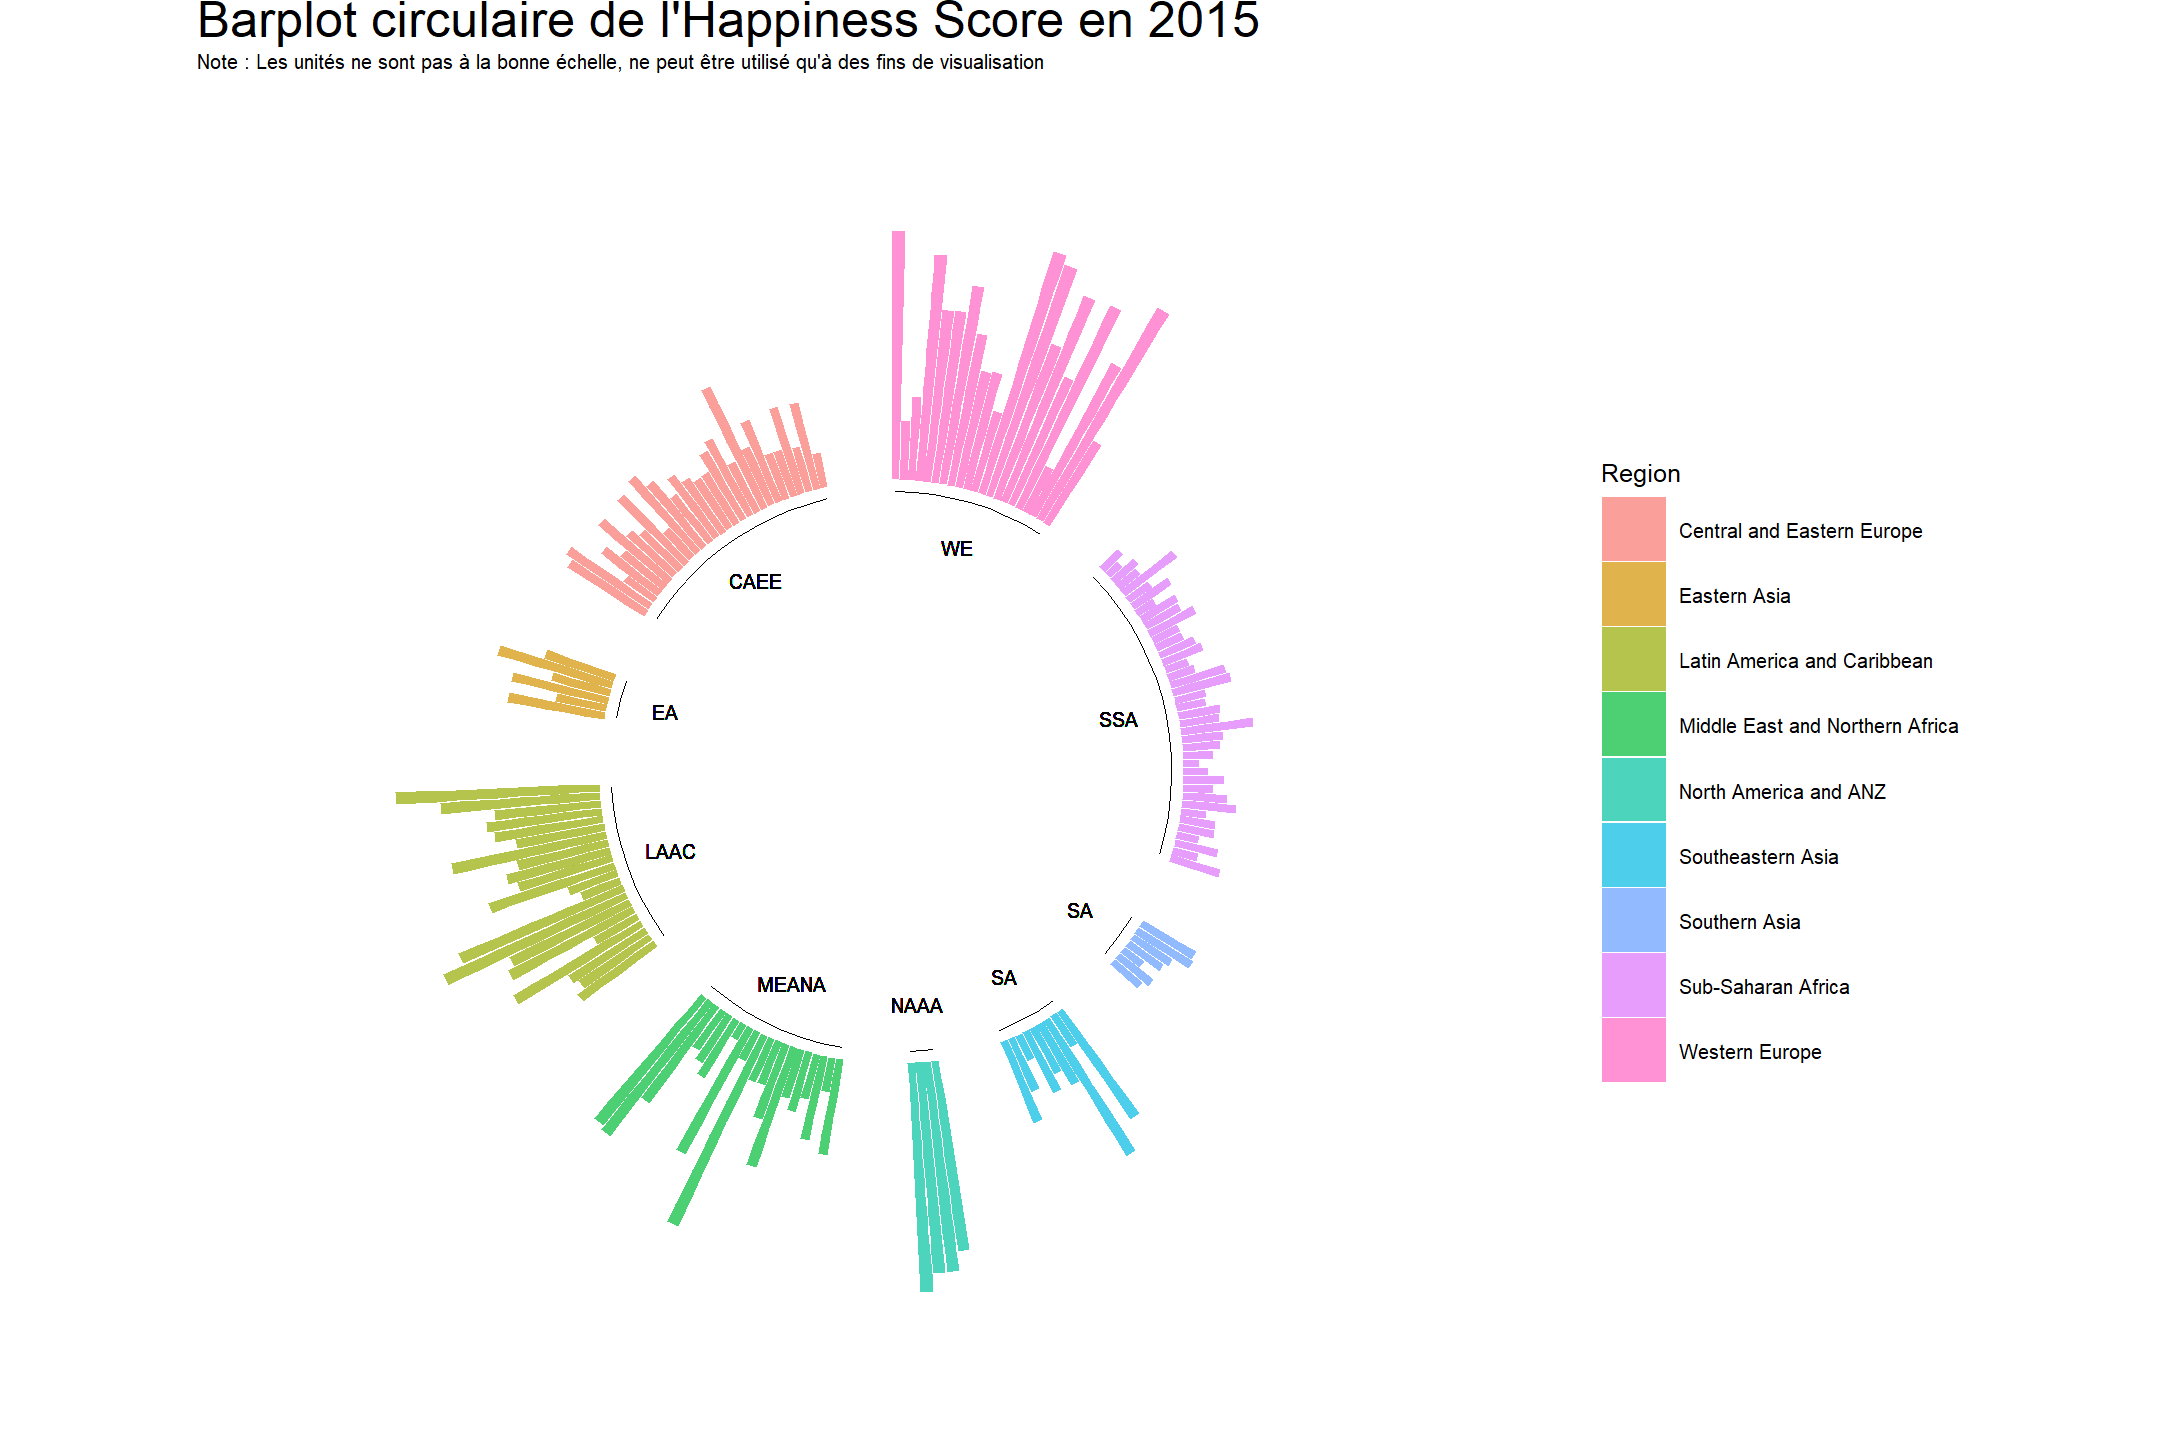 Barplot circulaire de l'Happiness Score en 2015
Note : Les unités ne sont pas à la bonne échelle, ne peut être utilisé qu'à des fins de visualisation
WE
CAEE
EA
SSA
LAAC
SA
MEANA
SA
NAAA
Region
Central and Eastern Europe
Eastern Asia
Latin America and Caribbean
Middle East and Northern Africa
North America and ANZ
Southeastern Asia
Southern Asia
Sub-Saharan Africa
Western Europe